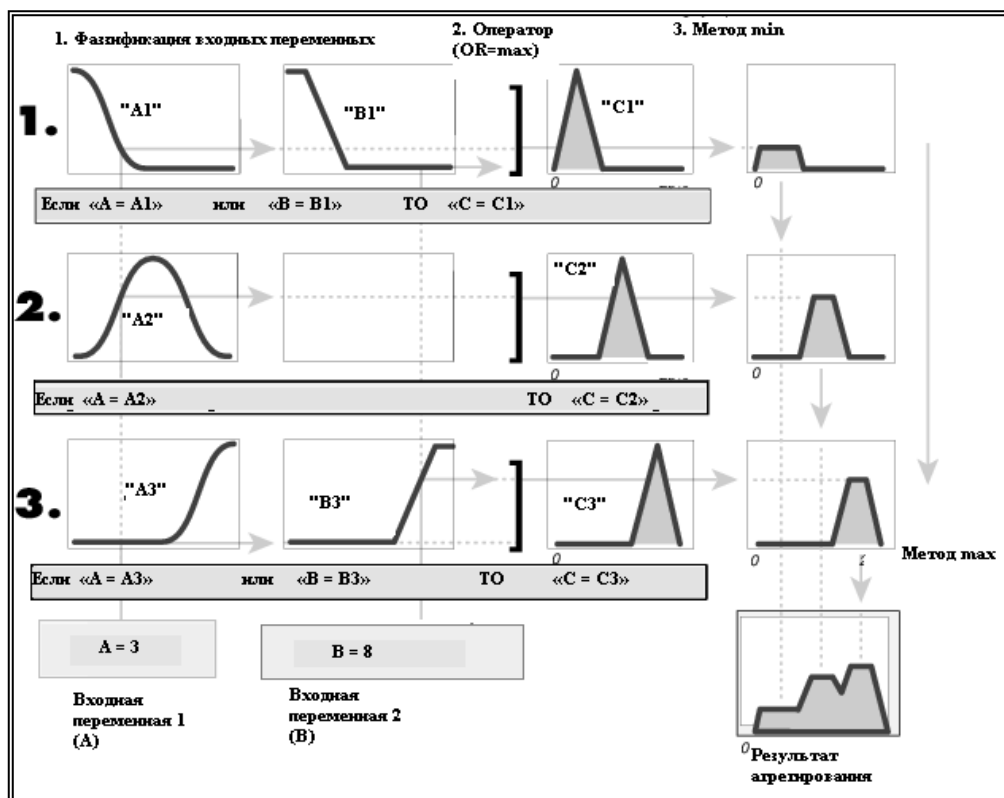 1. Фаззификация входных переменных
2. Оператор
(OR=max)
3. Метод min
1.
"A1"
"B1"
"C1"
0
0
Если «A = A1» или «B = B1» ТО «C = C1»
2.
"A2"
"C2"
0
0
Если «A = A2» ТО «C = C2»
3.
"A3"
"B3"
"C3"
0
0
z
Метод max
Если «A = A3» или «B = B3» ТО «C = C3»
A = 3
B = 8
Входная
переменная 1
(A)
Входная
переменная 2
(B)
0
Результат
агрегирования